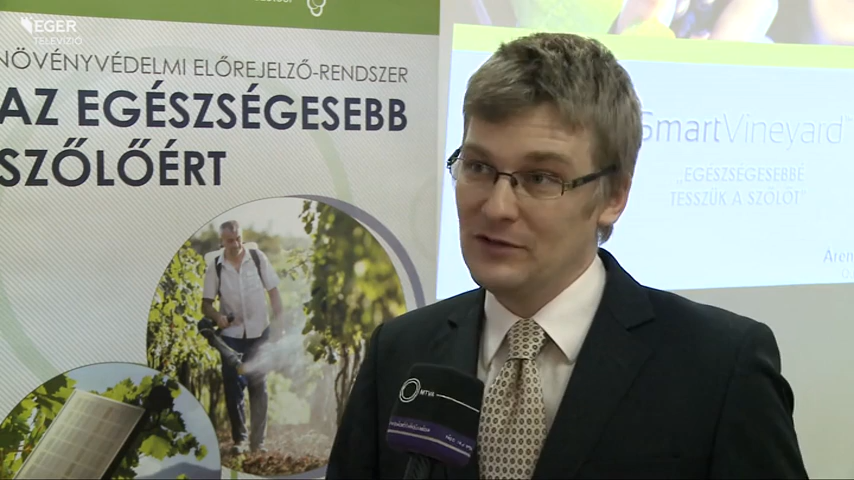 EGER
TELEVÍZIÓ
NÖVÉNYVÉDELMI ELŐREJELZŐ-RENDSZER
AZ EGÉSZSÉGESEBB
SZŐLŐÉRT
SmartVineyard
„EGÉSZSÉGESEBBÉ
TESSZÜK A SZŐLŐT"
MTVA